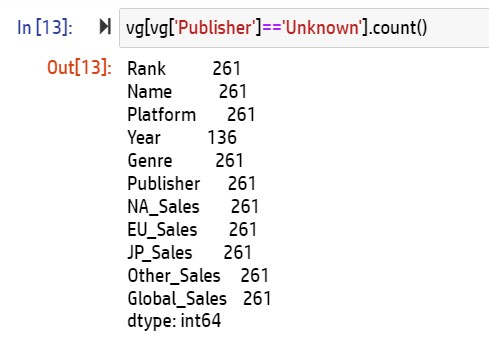 In [13]: vg[vg['Publisher']=='Unknown'].count()
Out[13]:
Rank 261
Name 261
Platform 261
Year 136
Genre 261
Publisher 261
NA_Sales 261
EU_Sales 261
JP_Sales 261
Other_Sales 261
Global_Sales 261
dtype: int64